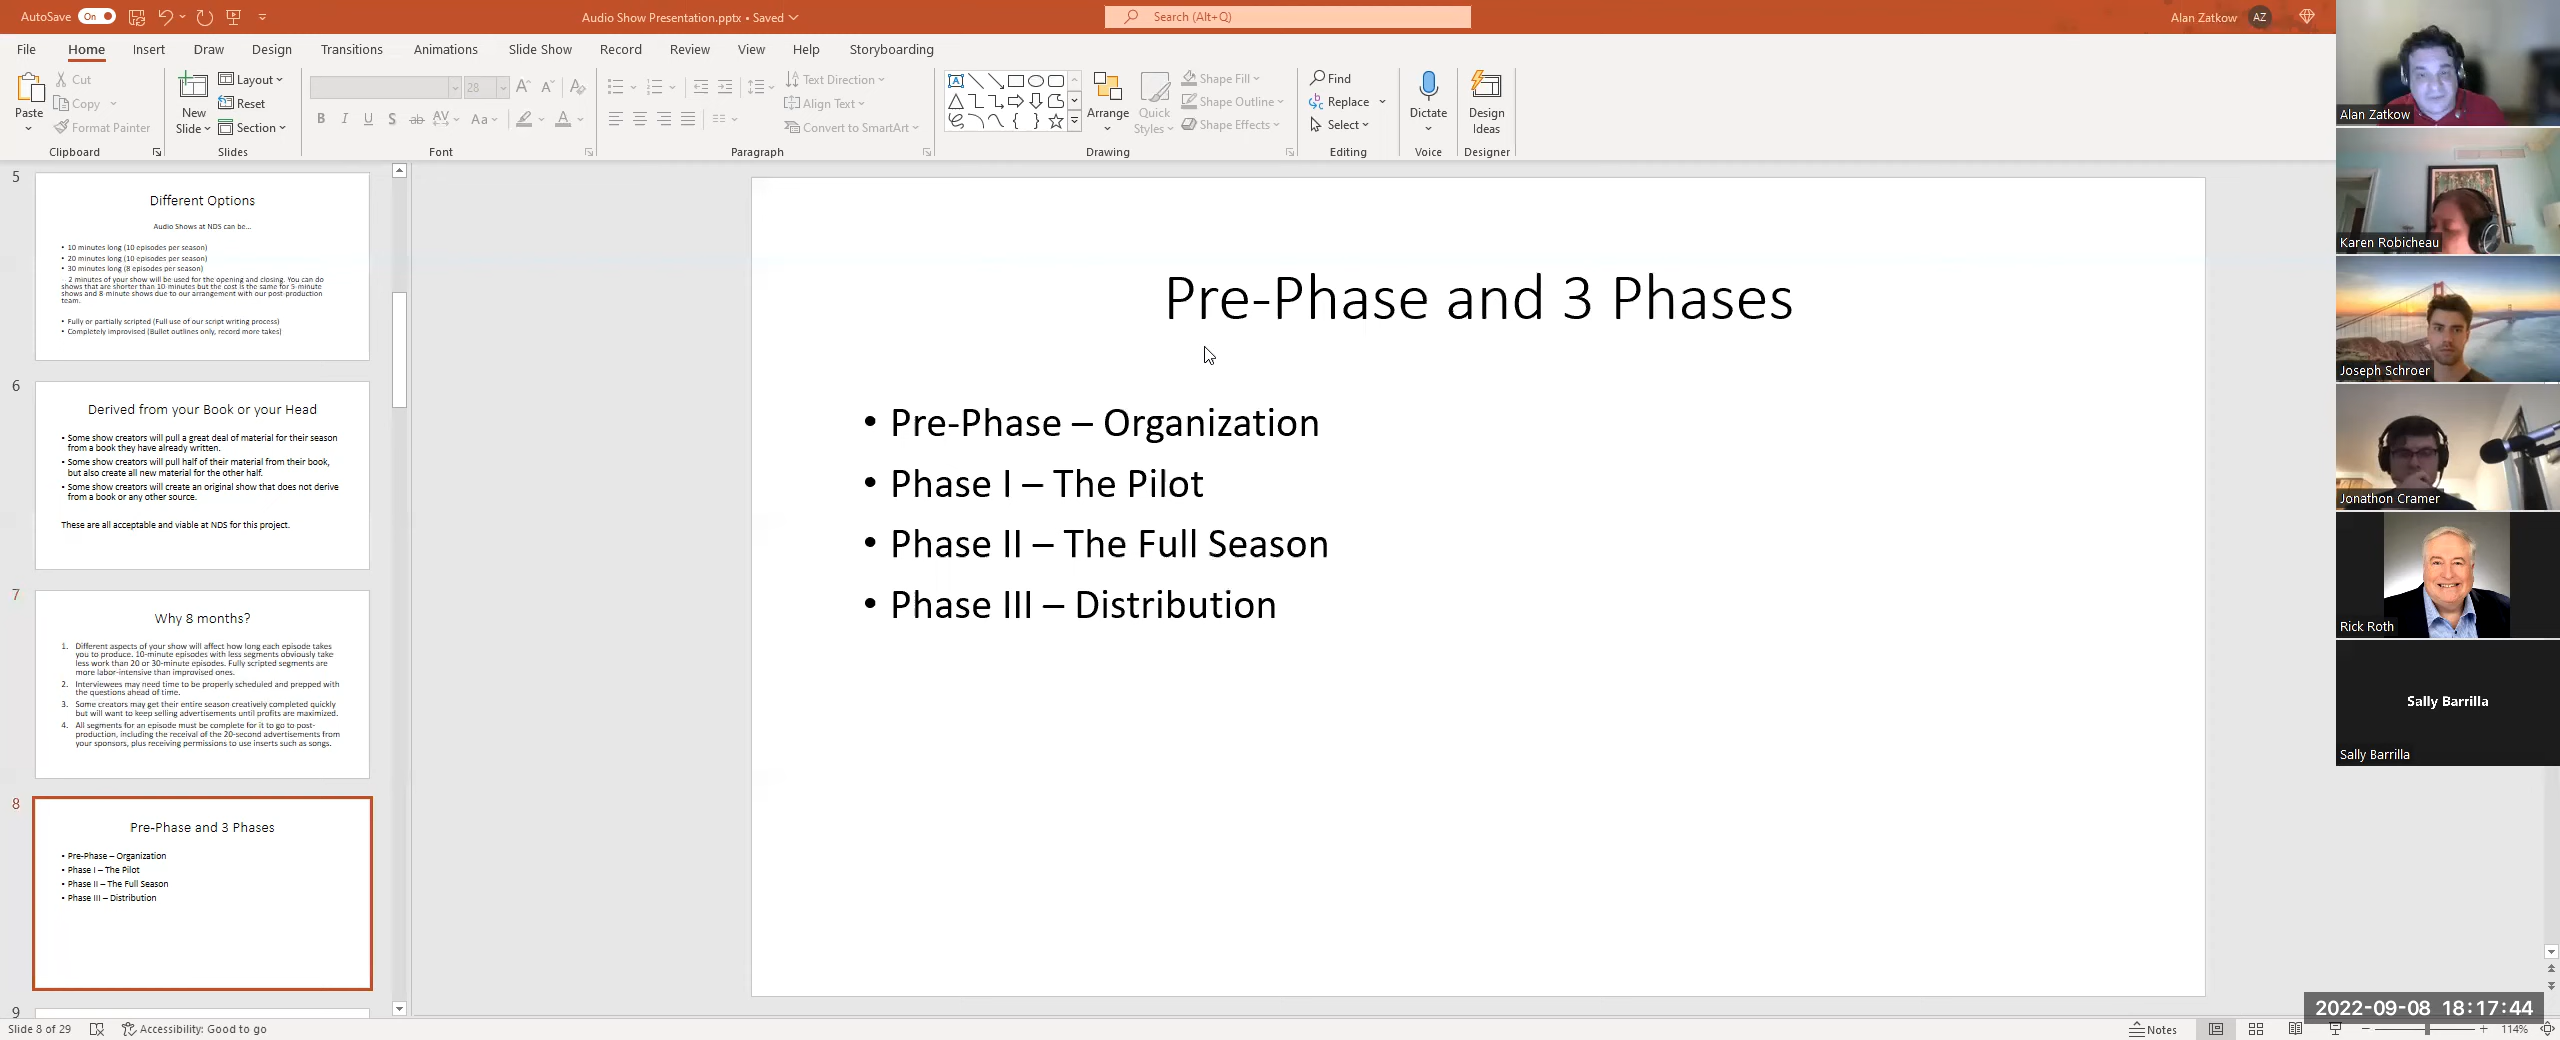 AutoSave On
Audio Show Presentation.pptx • Saved
Search (Alt+Q)
Alan Zatkow AZ
File Home Insert Draw Design Transitions Animations Slide Show Record Review View Help Storyboarding
Paste
Cut
Copy
Format Painter
Clipboard
New
Slide
Layout
Reset
Section
Slides
28
B I U S ab AV Aa A
Font
Text Direction
Align Text
Convert to SmartArt
Paragraph
Arrange
Quick
Styles
Shape Fill
Shape Outline
Shape Effects
Drawing
Find
Replace
Select
Editing
Dictate
Voice
Design
Ideas
Designer
5
Different Options
Audio Shows at NDS can be...
• 10 minutes long (10 episodes per season)
• 20 minutes long (10 episodes per season)
• 30 minutes long (8 episodes per season)
2 minutes of your show will be used for the opening and closing. You can do
shows that are shorter than 10-minutes but the cost is the same for 5-minute
shows and 8-minute shows due to our arrangement with our post-production
team.
• Fully or partially scripted (Full use of our script writing process)
• Completely improvised (Bullet outlines only, record more takes)
6
Derived from your Book or your Head
• Some show creators will pull a great deal of material for their season
from a book they have already written.
• Some show creators will pull half of their material from their book,
but also create all new material for the other half.
• Some show creators will create an original show that does not derive
from a book or any other source.
These are all acceptable and viable at NDS for this project.
7
Why 8 months?
1. Different aspects of your show will affect how long each episode takes
you to produce. 10-minute episodes with less segments obviously take
less work than 20 or 30-minute episodes. Fully scripted segments are
more labor-intensive than improvised ones.
2. Interviewees may need time to be properly scheduled and prepped with
the questions ahead of time.
3. Some creators may get their entire season creatively completed quickly
but will want to keep selling advertisements until profits are maximized.
4. All segments for an episode must be complete for it to go to post-
production, including the receival of the 20-second advertisements from
your sponsors, plus receiving permissions to use inserts such as songs.
8
Pre-Phase and 3 Phases
• Pre-Phase – Organization
• Phase I – The Pilot
• Phase II – The Full Season
• Phase III – Distribution
9
Pre-Phase and 3 Phases
• Pre-Phase – Organization
• Phase I – The Pilot
• Phase II – The Full Season
• Phase III – Distribution
Alan Zatkow
Karen Robicheau
Joseph Schroer
Jonathon Cramer
Rick Roth
Sally Barrilla
Sally Barrilla
2022-09-08 18:17:44
Slide 8 of 29
Accessibility: Good to go
Notes
114%